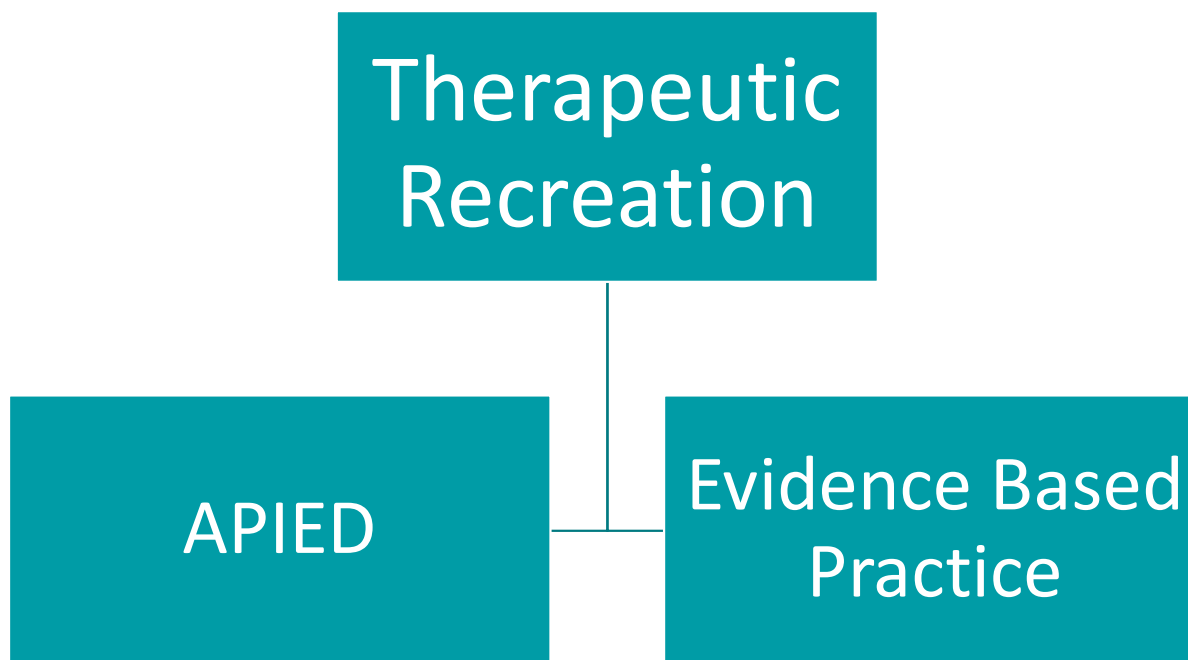 Therapeutic
Recreation
APIED
Evidence Based
Practice